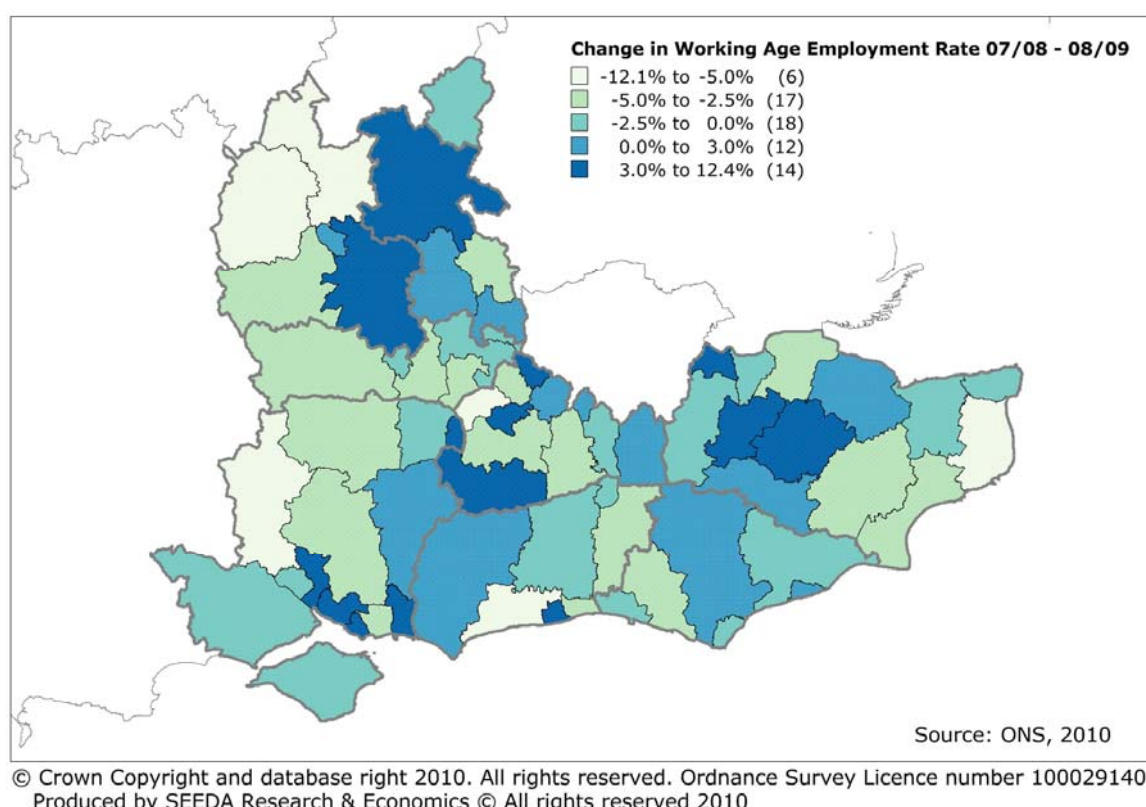 Change in Working Age Employment Rate 07/08 - 08/09
-12.1% to -5.0% (6)
-5.0% to -2.5% (17)
-2.5% to 0.0% (18)
0.0% to 3.0% (12)
3.0% to 12.4% (14)
Source: ONS, 2010
© Crown Copyright and database right 2010. All rights reserved. Ordnance Survey Licence number 100029140
Produced by SEEDA Research & Economics © All rights reserved 2010